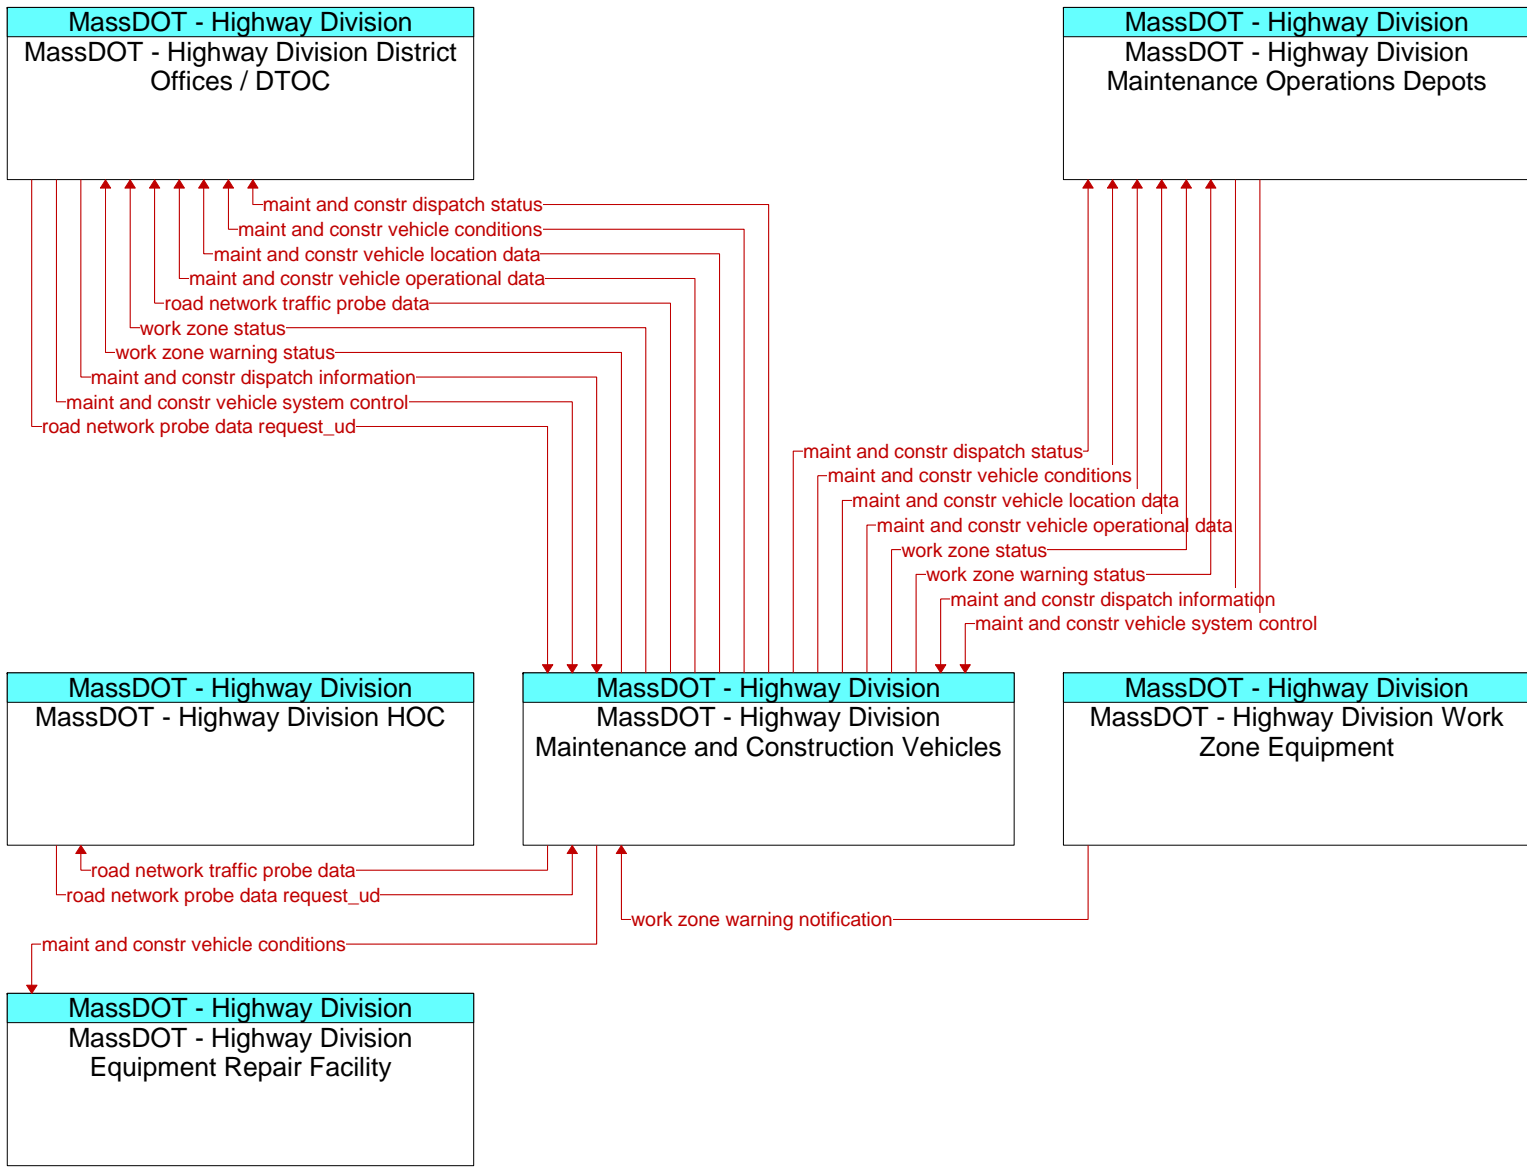 MassDOT - Highway Division
MassDOT - Highway Division District
Offices / DTOC
MassDOT - Highway Division
MassDOT - Highway Division
Maintenance Operations Depots
maint and constr dispatch status
maint and constr vehicle conditions
maint and constr vehicle location data
maint and constr vehicle operational data
road network traffic probe data
work zone status
work zone warning status
maint and constr dispatch information
maint and constr vehicle system control
road network probe data request_ud
maint and constr dispatch status
maint and constr vehicle conditions
maint and constr vehicle location data
maint and constr vehicle operational data
work zone status
work zone warning status
maint and constr dispatch information
maint and constr vehicle system control
MassDOT - Highway Division
MassDOT - Highway Division HOC
MassDOT - Highway Division
MassDOT - Highway Division
Maintenance and Construction Vehicles
MassDOT - Highway Division
MassDOT - Highway Division Work
Zone Equipment
road network traffic probe data
road network probe data request_ud
work zone warning notification
maint and constr vehicle conditions
MassDOT - Highway Division
MassDOT - Highway Division
Equipment Repair Facility